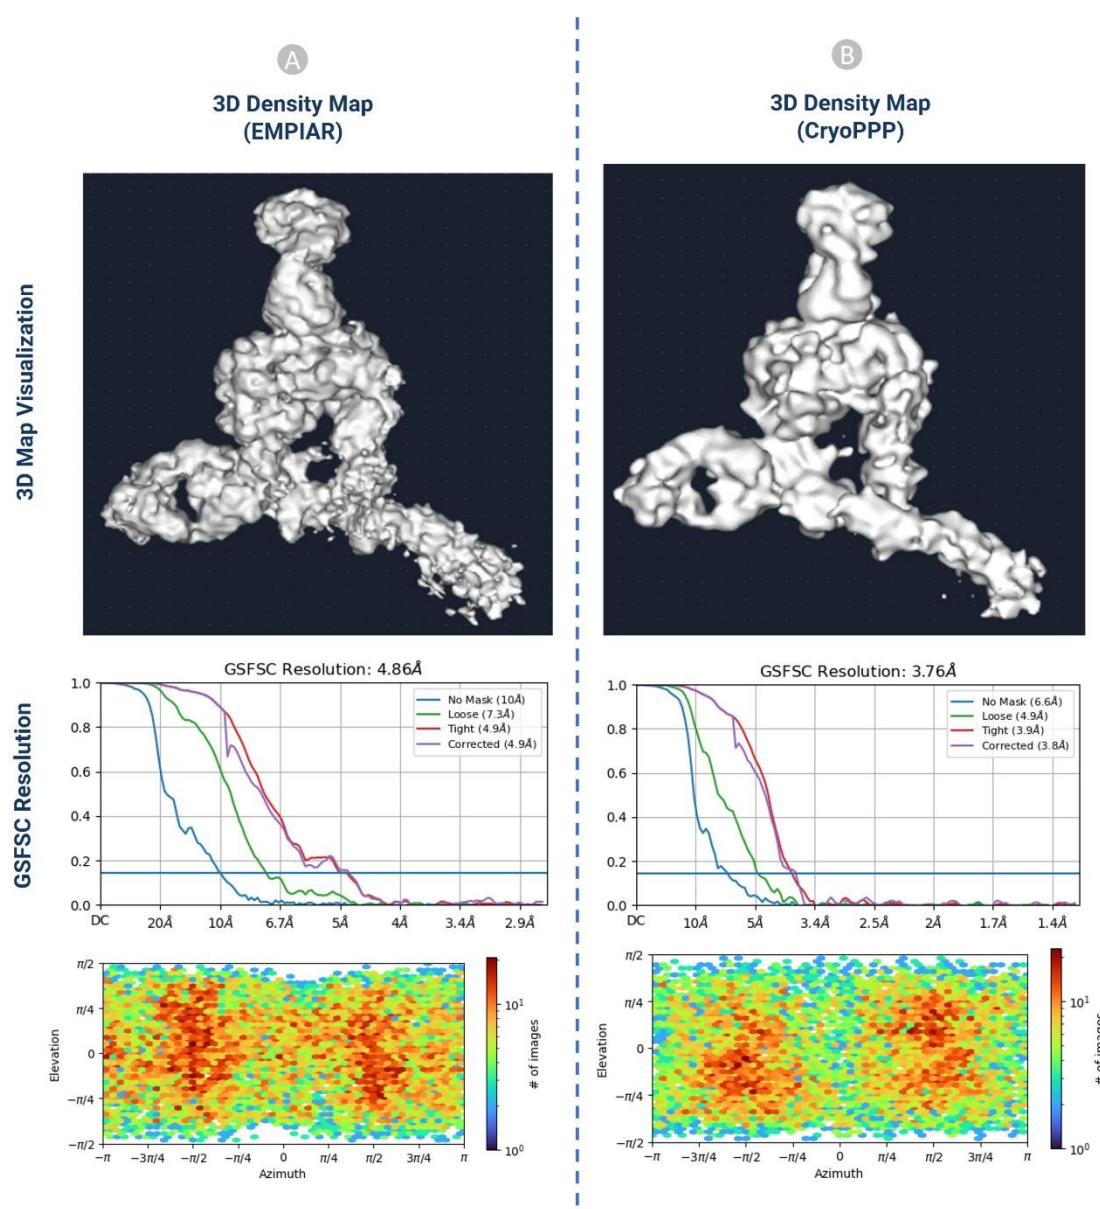 A
3D Density Map
(EMPIAR)
B
3D Density Map
(CryoPPP)
3D Map Visualization
GSFSC Resolution
GSFSC Resolution: 4.86Å
1.0
0.8
0.6
0.4
0.2
0.0
DC 20Å 10Å 6.7Å 5Å 4Å 3.4Å 2.9Å
No Mask (10Å)
Loose (7.3Å)
Tight (4.9Å)
Corrected (4.9Å)
GSFSC Resolution: 3.76Å
1.0
0.8
0.6
0.4
0.2
0.0
DC 10Å 5Å 3.4Å 2.5Å 2Å 1.7Å 1.4Å
No Mask (6.6Å)
Loose (4.9Å)
Tight (3.9Å)
Corrected (3.8Å)
Elevation
π/2
π/4
0
−π/4
−π/2
−π −3π/4 −π/2 −π/4 0 π/4 π/2 3π/4 π
Azimuth
10¹
10⁰
# of images
Elevation
π/2
π/4
0
−π/4
−π/2
−π −3π/4 −π/2 −π/4 0 π/4 π/2 3π/4 π
Azimuth
10¹
10⁰
# of images